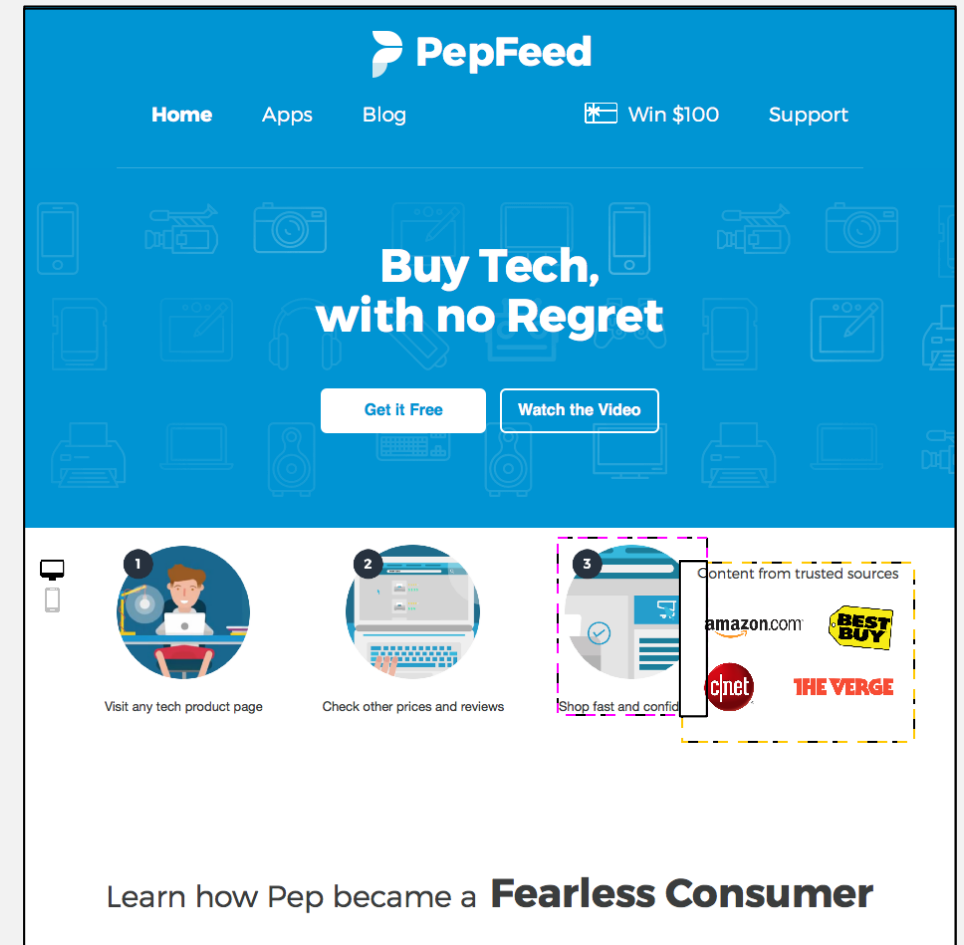 PepFeed
Home Apps Blog Win $100 Support
Buy Tech,
with no Regret
Get it Free Watch the Video
1 2 3
Content from trusted sources
amazon.com BEST BUY
c|net THE VERGE
Visit any tech product page Check other prices and reviews Shop fast and confid
Learn how Pep became a Fearless Consumer